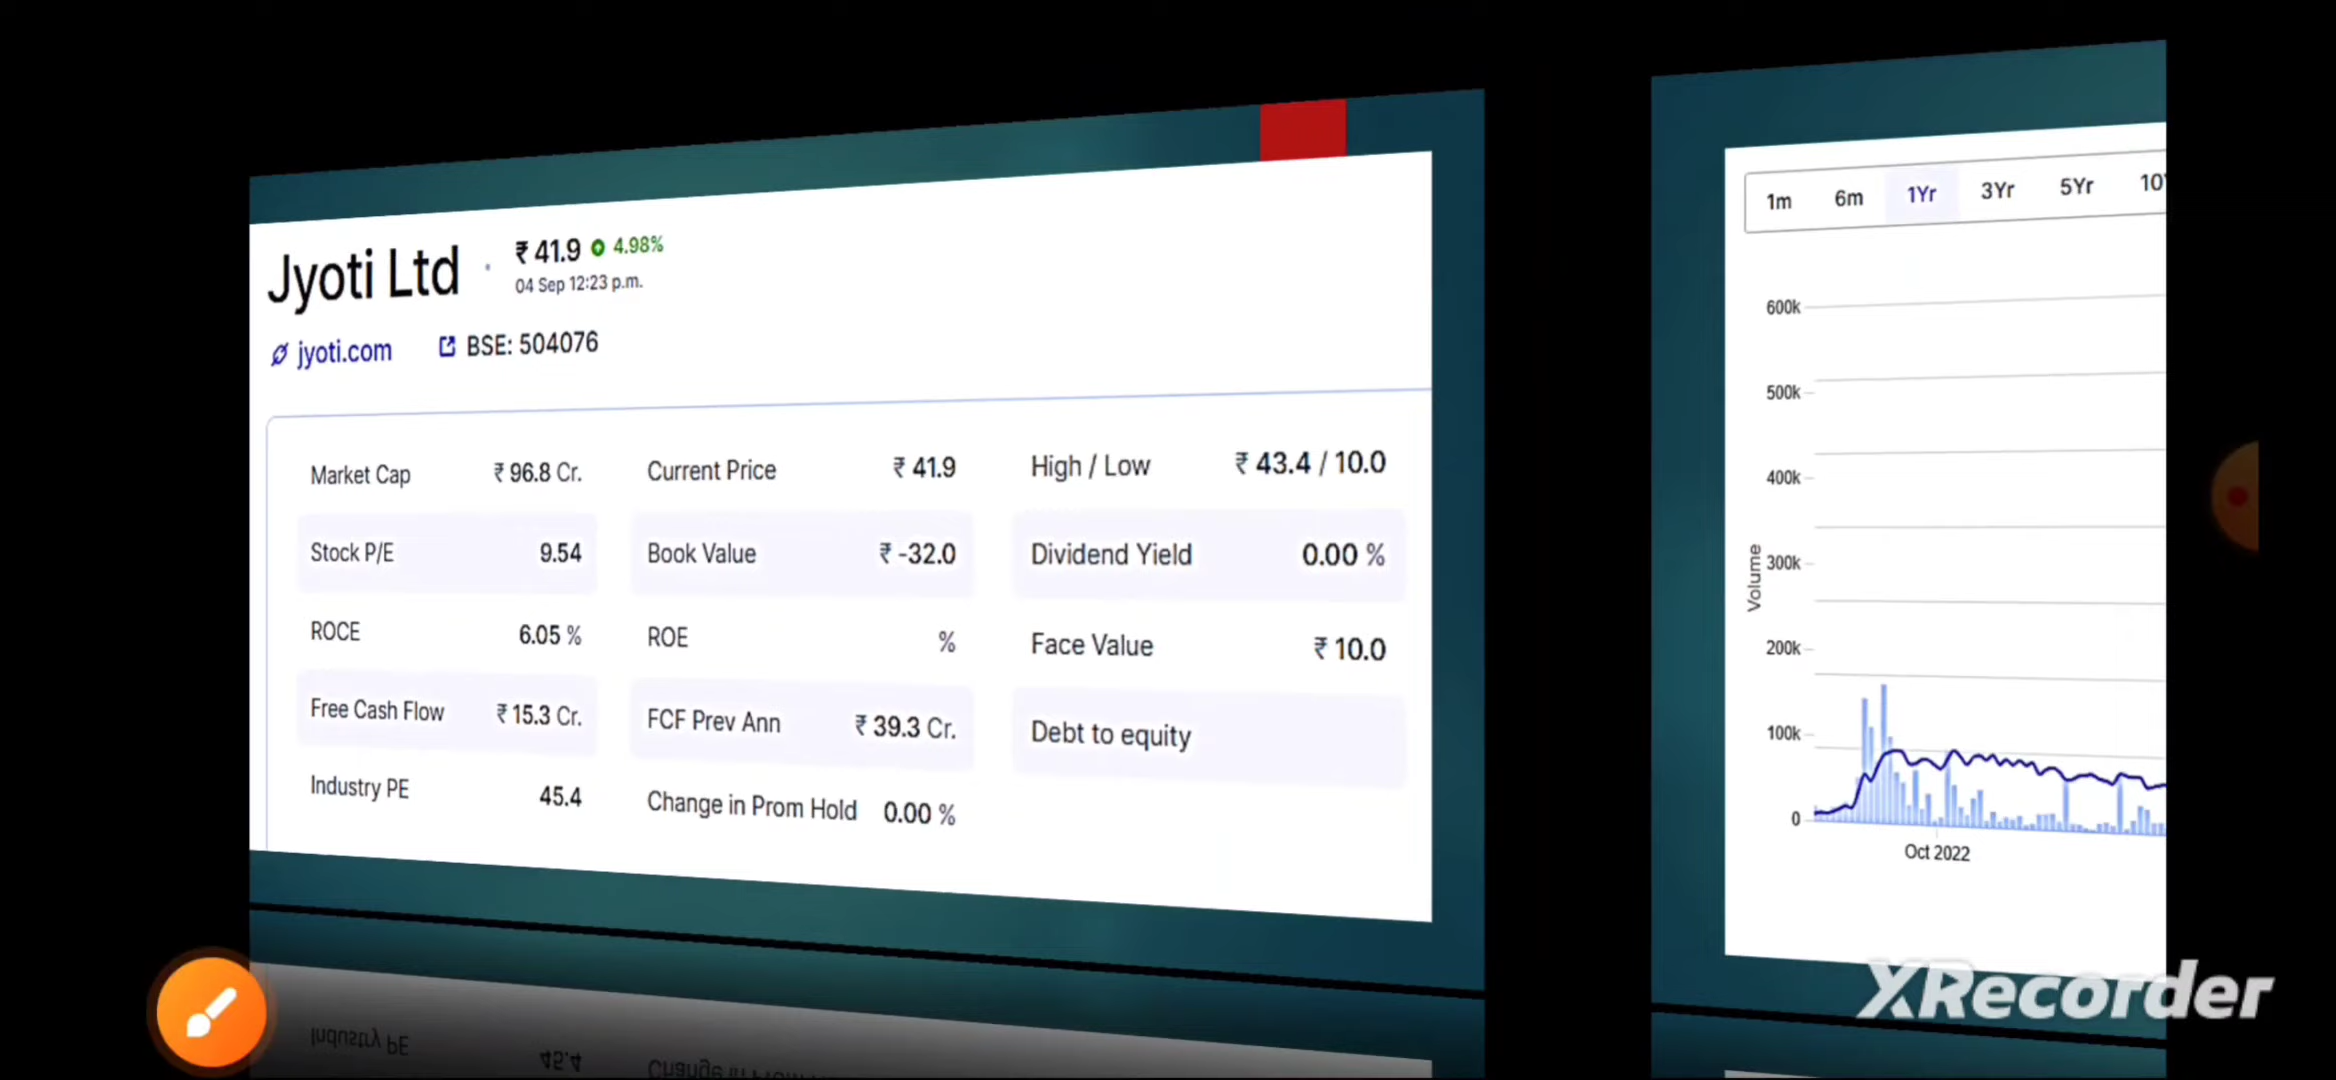 Jyoti Ltd
₹ 41.9 4.98%
04 Sep 12:23 p.m.
jyoti.com BSE: 504076
Market Cap ₹ 96.8 Cr. Current Price ₹ 41.9 High / Low ₹ 43.4 / 10.0
Stock P/E 9.54 Book Value ₹ -32.0 Dividend Yield 0.00 %
ROCE 6.05 % ROE % Face Value ₹ 10.0
Free Cash Flow ₹ 15.3 Cr. FCF Prev Ann ₹ 39.3 Cr. Debt to equity
Industry PE 45.4 Change in Prom Hold 0.00 %
Industry PE 45.4
1m 6m 1Yr 3Yr 5Yr
600k
500k
400k
300k
200k
100k
0
Volume
Oct 2022
XRecorder